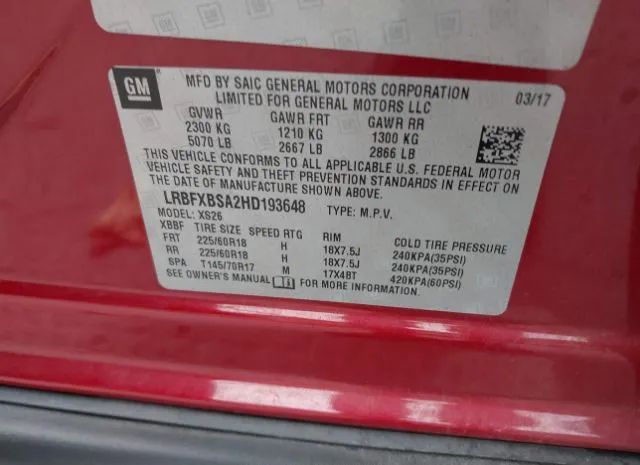 GM
MFD BY SAIC GENERAL MOTORS CORPORATION
LIMITED FOR GENERAL MOTORS LLC
03/17
GVWR GAWR FRT GAWR RR
2300 KG 1210 KG 1300 KG
5070 LB 2667 LB 2866 LB
THIS VEHICLE CONFORMS TO ALL APPLICABLE U.S. FEDERAL MOTOR
VEHICLE SAFETY AND THEFT PREVENTION STANDARDS IN EFFECT ON
THE DATE OF MANUFACTURE SHOWN ABOVE.
LRBFXBSA2HD193648 TYPE: M.P.V.
MODEL: XS26
XBBF TIRE SIZE SPEED RTG RIM COLD TIRE PRESSURE
FRT 225/60R18 H 18X7.5J 240KPA(35PSI)
RR 225/60R18 H 18X7.5J 240KPA(35PSI)
SPA T145/70R17 M 17X48T 420KPA(60PSI)
SEE OWNER'S MANUAL FOR MORE INFORMATION.